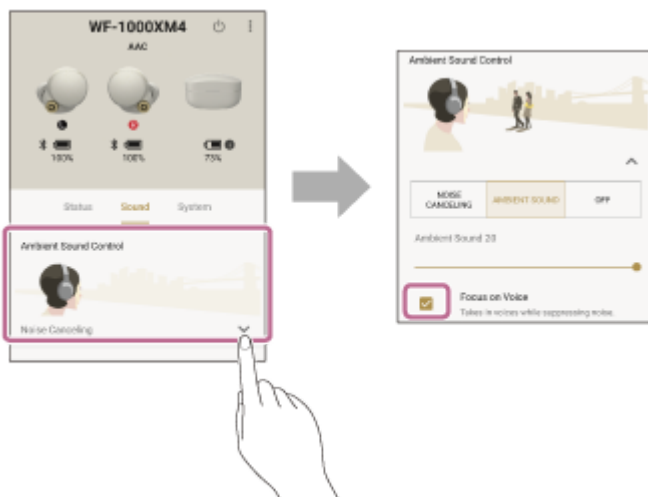 WF-1000XM4
AAC
100%
100%
73%
Status Sound System
Ambient Sound Control
Noise Canceling
Ambient Sound Control
NOISE
CANCELING
AMBIENT SOUND
OFF
Ambient Sound 20
Focus on Voice
Takes in voices while suppressing noise.